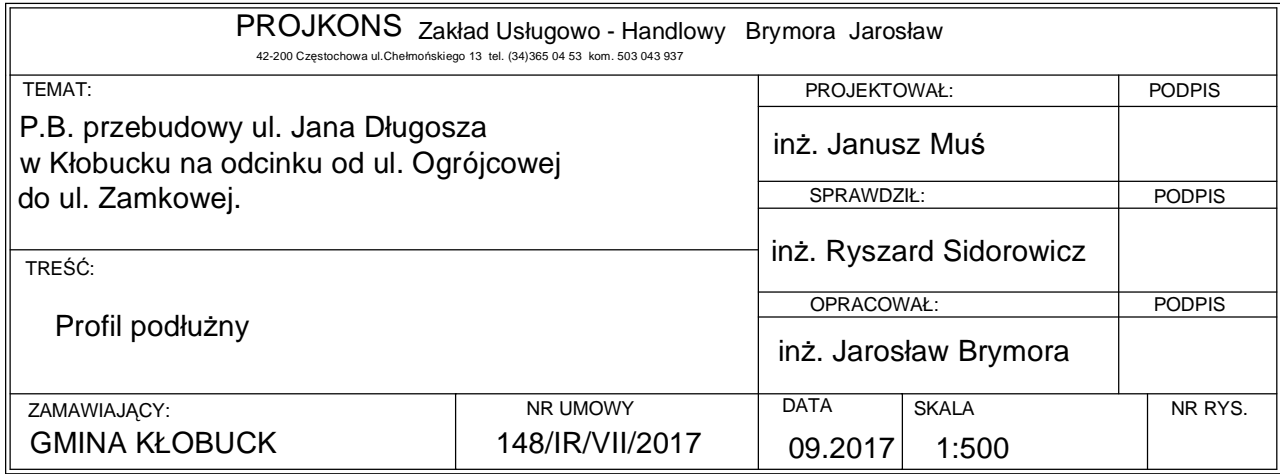 PROJKONS Zakład Usługowo - Handlowy Brymora Jarosław
42-200 Częstochowa ul.Chełmońskiego 13 tel. (34)365 04 53 kom. 503 043 937
TEMAT:
P.B. przebudowy ul. Jana Długosza
w Kłobucku na odcinku od ul. Ogrójcowej
do ul. Zamkowej.
TREŚĆ:
Profil podłużny
PROJEKTOWAŁ: PODPIS
inż. Janusz Muś
SPRAWDZIŁ: PODPIS
inż. Ryszard Sidorowicz
OPRACOWAŁ: PODPIS
inż. Jarosław Brymora
ZAMAWIAJĄCY: NR UMOWY DATA SKALA NR RYS.
GMINA KŁOBUCK 148/IR/VII/2017 09.2017 1:500